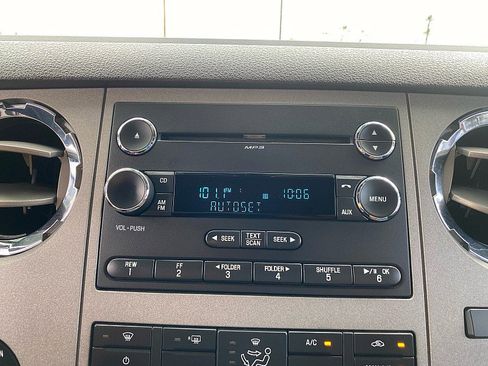 MP3
CD
101.1 FM 10:06
AUTOSET
AM
FM
AUX
MENU
VOL - PUSH
SEEK
TEXT
SCAN
SEEK
REW
1
FF
2
FOLDER
3
FOLDER
4
SHUFFLE
5
OK
6
A/C